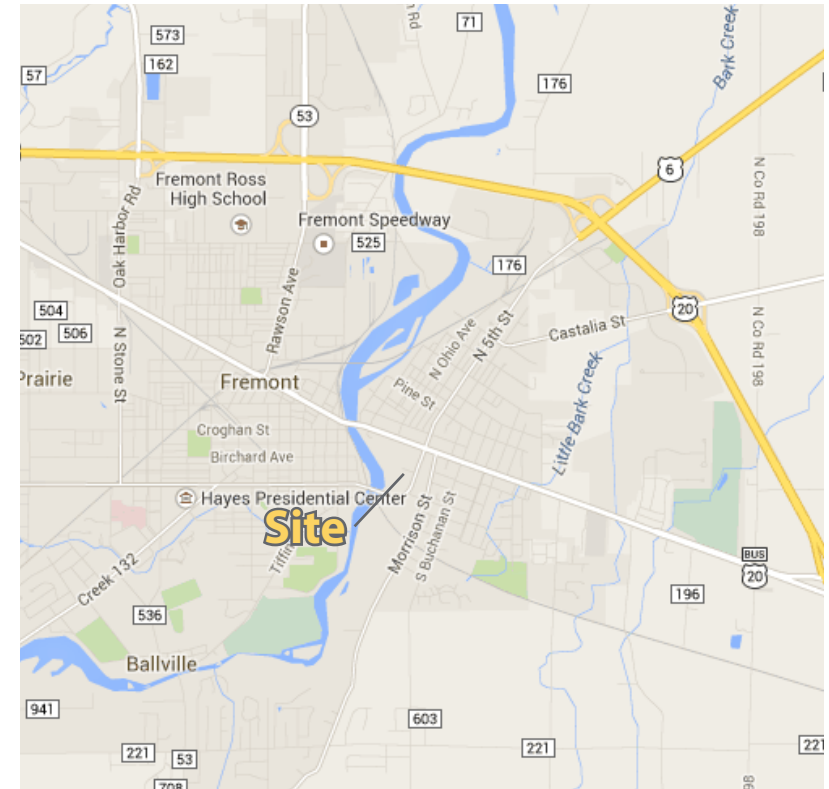 573
71
162
57
Rd
176
Bark Creek
53
6
N Co Rd 198
Fremont Ross
High School
Oak Harbor Rd
Fremont Speedway
525
176
20
504
506
Rawson Ave
N Ohio Ave
N 5th St
Castalia St
N Co Rd 198
N Stone St
Prairie
Fremont
Pine St
Little Bark Creek
Croghan St
Birchard Ave
Hayes Presidential Center
Site
Morrison St
S Buchanan St
BUS
20
Creek 132
196
536
Ballville
941
603
221
53
221